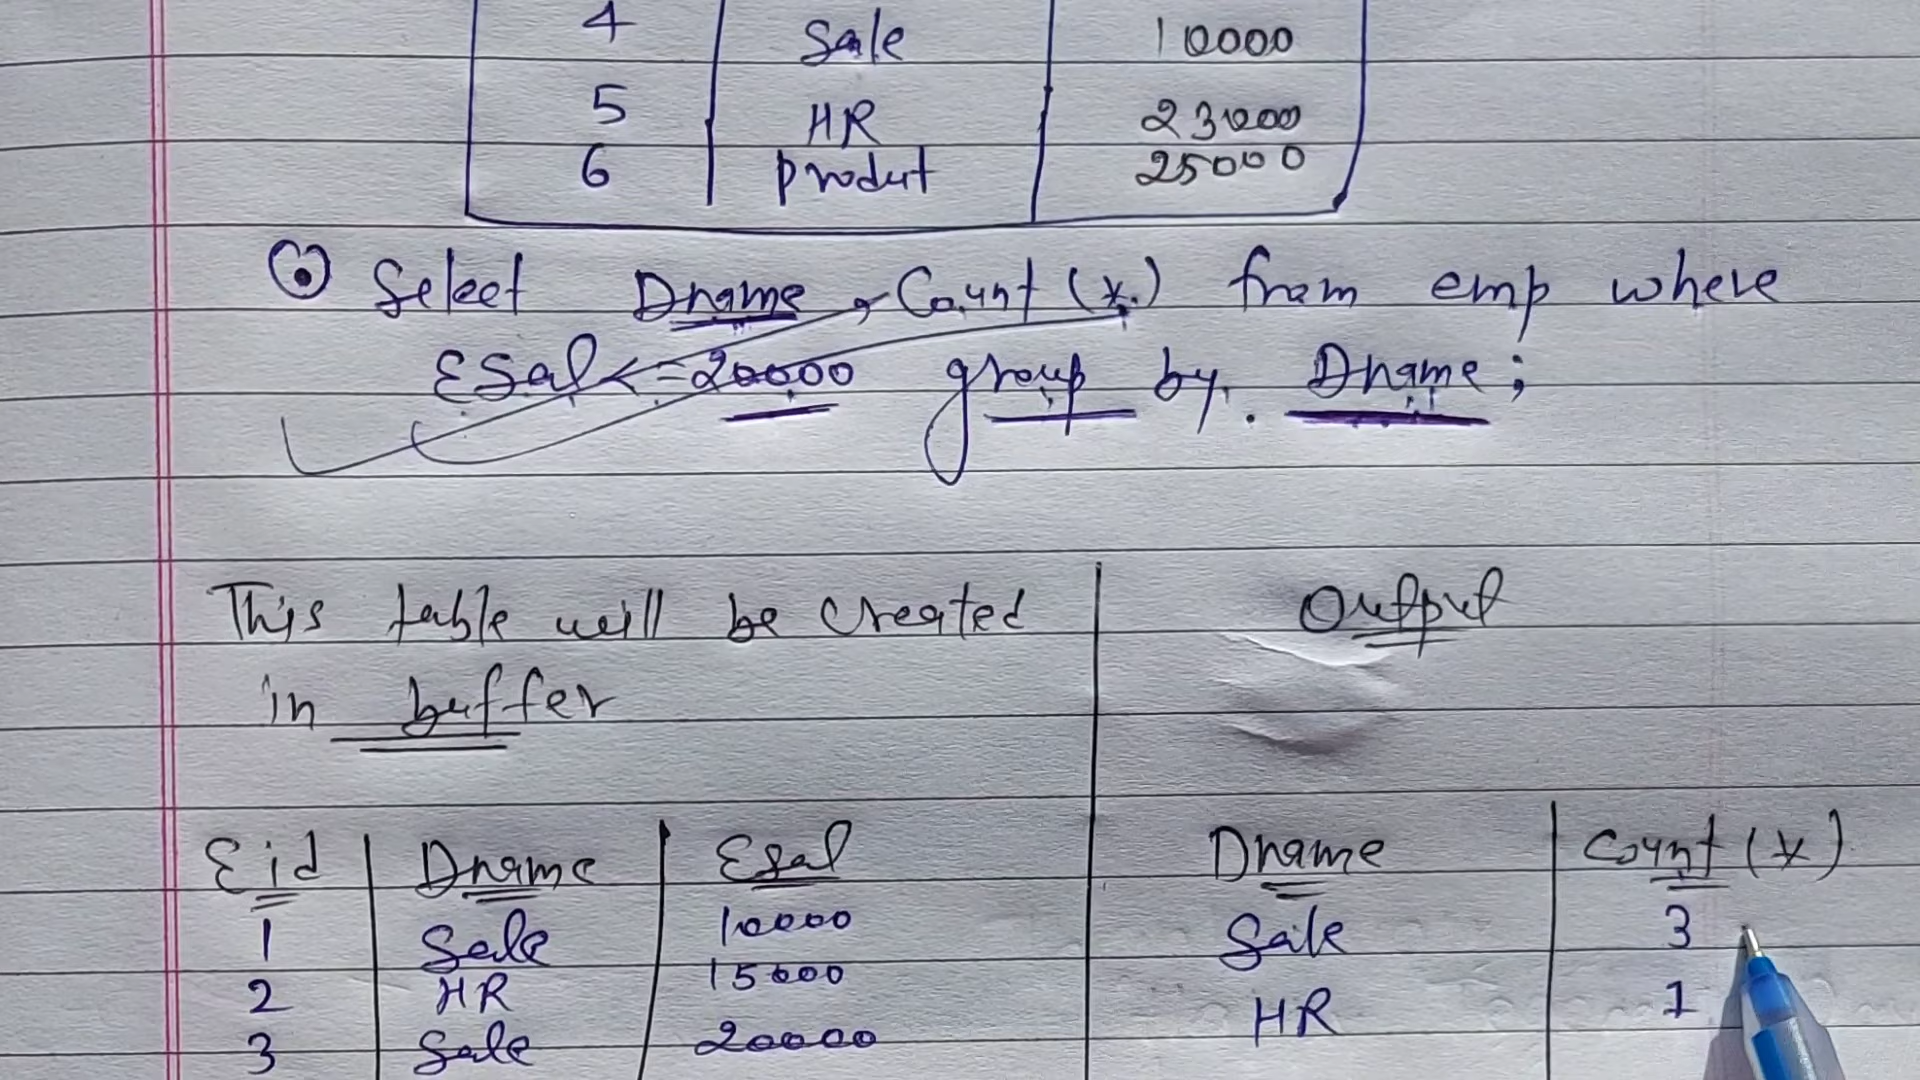 4 Sale 10000
5 HR 23000
6 produt 25000
Select Dname, Count (*) from emp where
ESal <= 20000 group by Dname;
This table will be created
in buffer
Output
Eid Dname Esal
1 Sale 10000
2 HR 15000
3 Sale 20000
Dname Count (*)
Sale 3
HR 1